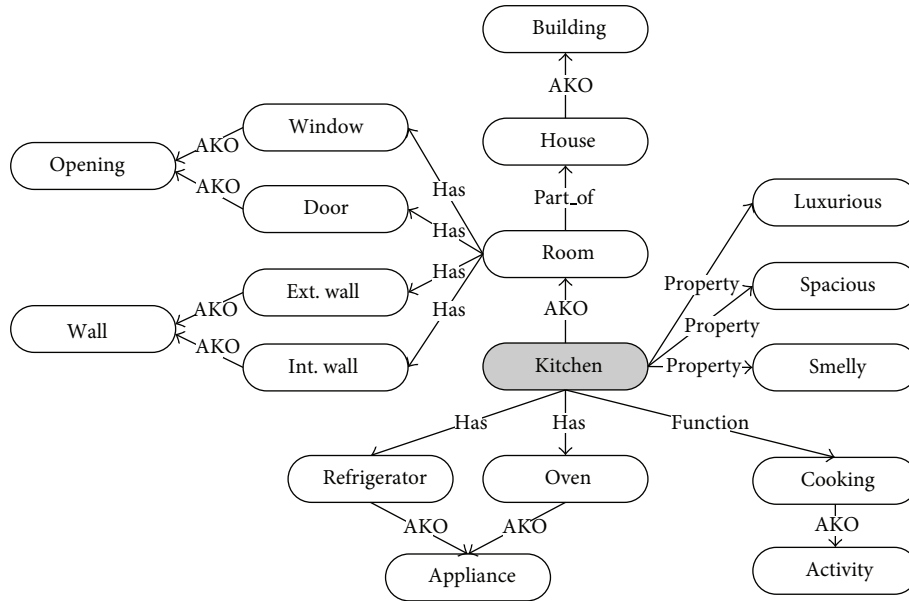 Building
AKO
Window
House
AKO
Opening
AKO
Has
Part_of
Luxurious
Door
Has
Room
Ext. wall
Has
Property
Spacious
AKO
Wall
Has
AKO
Property
AKO
Int. wall
Kitchen
Property
Smelly
Has
Has
Function
Refrigerator
Oven
Cooking
AKO
AKO
AKO
Appliance
Activity